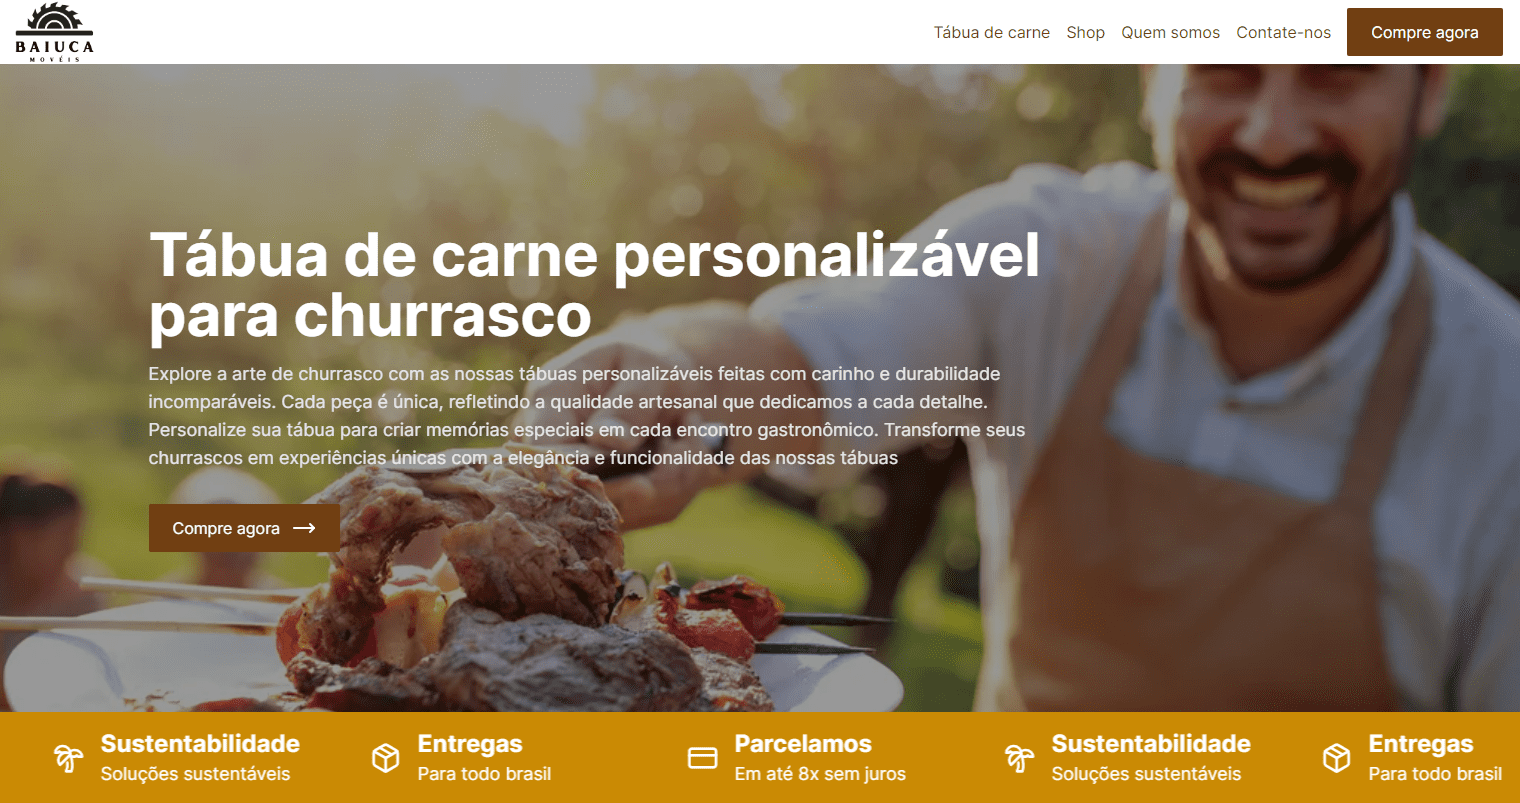 BAIUCA
MOVÉIS
Tábua de carne
Shop
Quem somos
Contate-nos
Compre agora
Tábua de carne personalizável
para churrasco
Explore a arte de churrasco com as nossas tábuas personalizáveis feitas com carinho e durabilidade
incomparáveis. Cada peça é única, refletindo a qualidade artesanal que dedicamos a cada detalhe.
Personalize sua tábua para criar memórias especiais em cada encontro gastronômico. Transforme seus
churrascos em experiências únicas com a elegância e funcionalidade das nossas tábuas
Compre agora
Sustentabilidade
Soluções sustentáveis
Entregas
Para todo brasil
Parcelamos
Em até 8x sem juros
Sustentabilidade
Soluções sustentáveis
Entregas
Para todo brasil